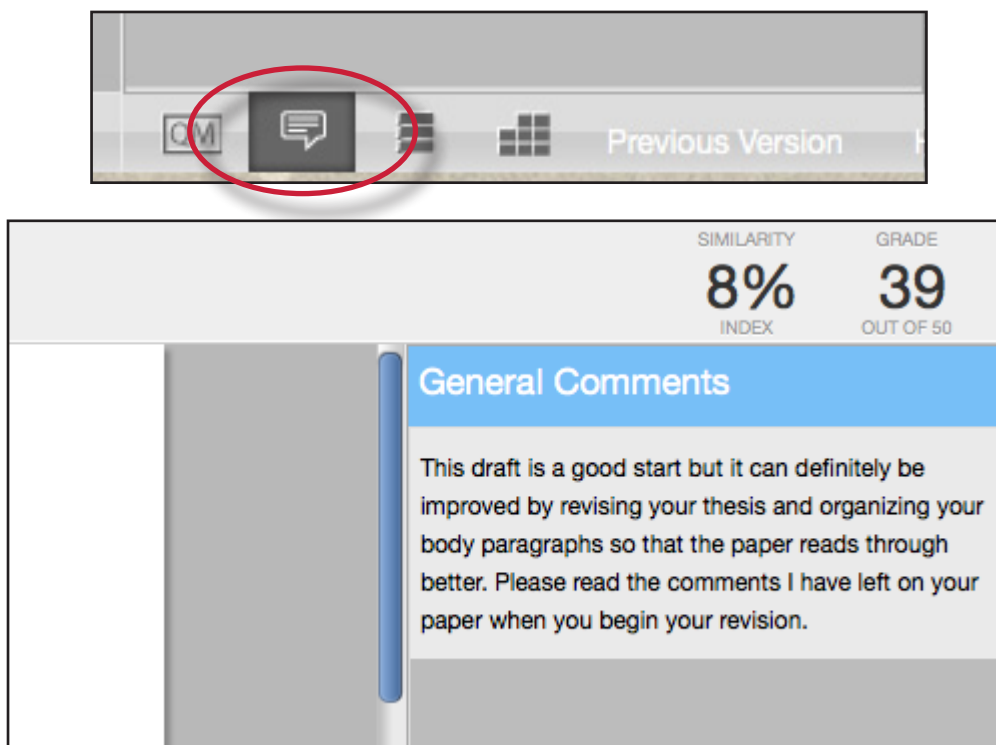 QM Previous Version
SIMILARITY GRADE
8% 39
INDEX OUT OF 50
General Comments
This draft is a good start but it can definitely be
improved by revising your thesis and organizing your
body paragraphs so that the paper reads through
better. Please read the comments I have left on your
paper when you begin your revision.